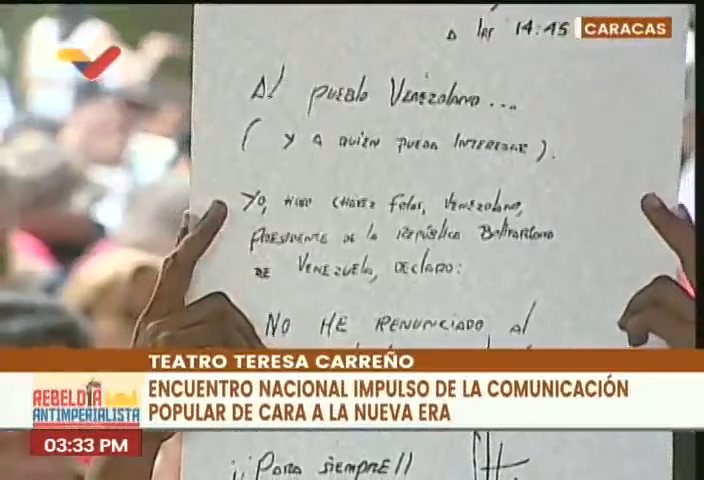 A las 14:45
CARACAS
Al pueblo Venezolano...
(Y A quien pueda Interesar).
Yo, Hugo Chávez Frías, Venezolano,
Presidente de la República Bolivariana
de Venezuela, declaro:
No he renunciado al
TEATRO TERESA CARREÑO
REBELDÍA
ANTIIMPERIALISTA
ENCUENTRO NACIONAL IMPULSO DE LA COMUNICACIÓN
POPULAR DE CARA A LA NUEVA ERA
03:33 PM
¡¡Para siempre!!